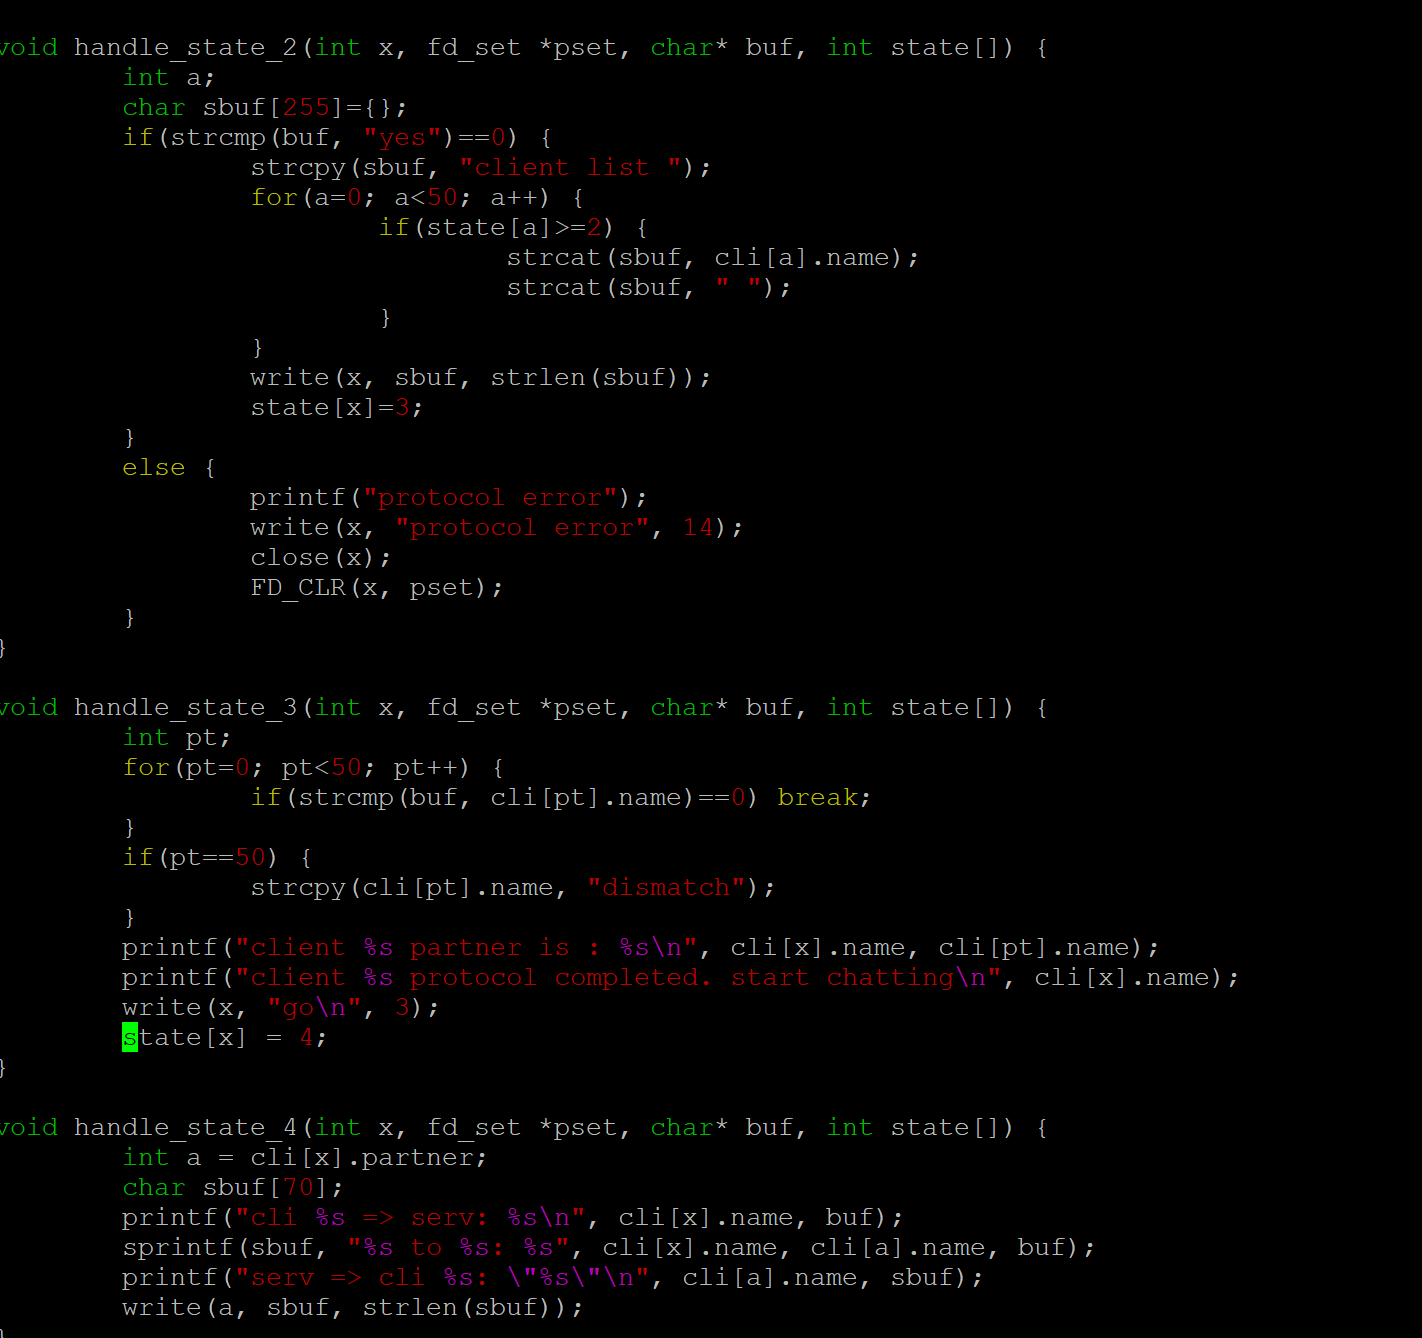 void handle_state_2(int x, fd_set *pset, char* buf, int state[]) {
        int a;
        char sbuf[255]={};
        if(strcmp(buf, "yes")==0) {
                strcpy(sbuf, "client list ");
                for(a=0; a<50; a++) {
                        if(state[a]>=2) {
                                strcat(sbuf, cli[a].name);
                                strcat(sbuf, " ");
                        }
                }
                write(x, sbuf, strlen(sbuf));
                state[x]=3;
        }
        else {
                printf("protocol error");
                write(x, "protocol error", 14);
                close(x);
                FD_CLR(x, pset);
        }
}
void handle_state_3(int x, fd_set *pset, char* buf, int state[]) {
        int pt;
        for(pt=0; pt<50; pt++) {
                if(strcmp(buf, cli[pt].name)==0) break;
        }
        if(pt==50) {
                strcpy(cli[pt].name, "dismatch");
        }
        printf("client %s partner is : %s\n", cli[x].name, cli[pt].name);
        printf("client %s protocol completed. start chatting\n", cli[x].name);
        write(x, "go\n", 3);
        state[x] = 4;
}
void handle_state_4(int x, fd_set *pset, char* buf, int state[]) {
        int a = cli[x].partner;
        char sbuf[70];
        printf("cli %s => serv: %s\n", cli[x].name, buf);
        sprintf(sbuf, "%s to %s: %s", cli[x].name, cli[a].name, buf);
        printf("serv => cli %s: \"%s\"\n", cli[a].name, sbuf);
        write(a, sbuf, strlen(sbuf));
}